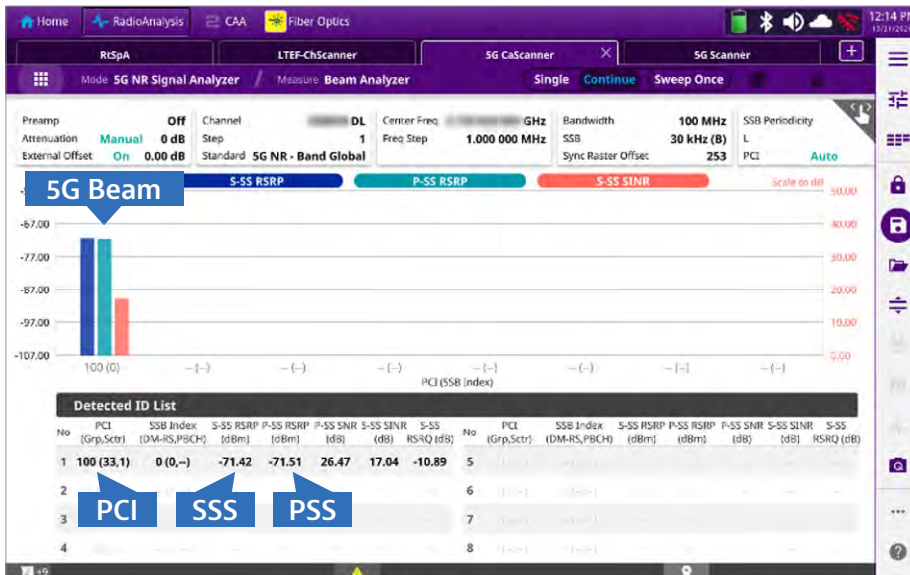 Home RadioAnalysis CAA Fiber Optics 12:14 PM
RtSpA LTEF-ChScanner 5G CaScanner 5G Scanner
Mode 5G NR Signal Analyzer / Measure Beam Analyzer Single Continue Sweep Once
Preamp Off Channel DL Center Freq GHz Bandwidth 100 MHz SSB Periodicity
Attenuation Manual 0 dB Step 1 Freq Step 1.000 000 MHz SSB 30 kHz (B) L
External Offset On 0.00 dB Standard 5G NR - Band Global Sync Raster Offset 253 PCI Auto
5G Beam S-SS RSRP P-SS RSRP S-SS SINR Scale to dB
50.00
-67.00 40.00
-77.00 30.00
-87.00 20.00
-97.00 10.00
-107.00 0.00
100 (0) -- (--) -- (--) -- (--) -- (--) -- (--) -- (--) -- (--)
PCI (SSB Index)
Detected ID List
No PCI (Grp,Sctr) SSB Index (DM-RS,PBCH) S-SS RSRP (dBm) P-SS RSRP (dBm) P-SS SNR (dB) S-SS SINR (dB) S-SS RSRQ (dB) No PCI (Grp,Sctr) SSB Index (DM-RS,PBCH) S-SS RSRP (dBm) P-SS RSRP (dBm) P-SS SNR (dB) S-SS SINR (dB) S-SS RSRQ (dB)
1 100 (33,1) 0 (0,--) -71.42 -71.51 26.47 17.04 -10.89 5
2 6
PCI SSS PSS
3 7
4 8
+9